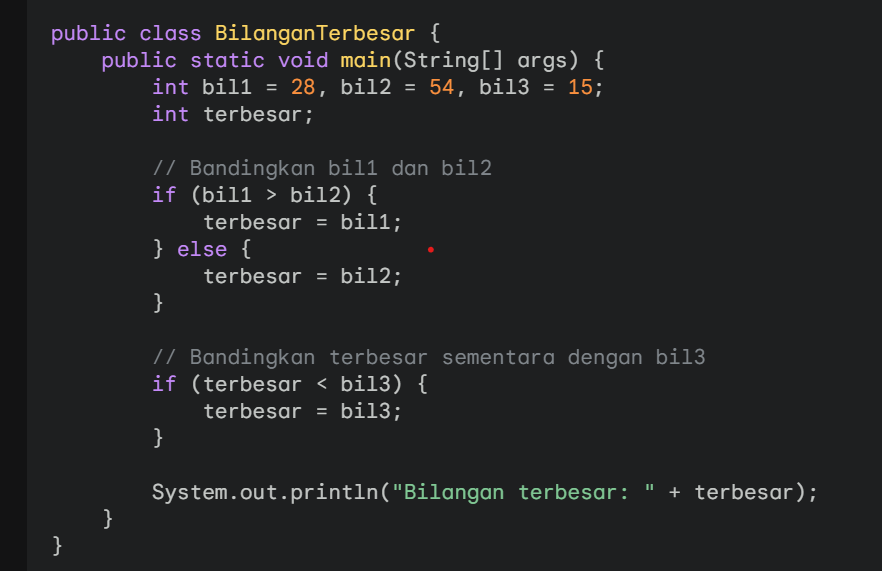 public class BilanganTerbesar {
    public static void main(String[] args) {
        int bil1 = 28, bil2 = 54, bil3 = 15;
        int terbesar;

        // Bandingkan bil1 dan bil2
        if (bil1 > bil2) {
            terbesar = bil1;
        } else {
            terbesar = bil2;
        }

        // Bandingkan terbesar sementara dengan bil3
        if (terbesar < bil3) {
            terbesar = bil3;
        }

        System.out.println("Bilangan terbesar: " + terbesar);
    }
}